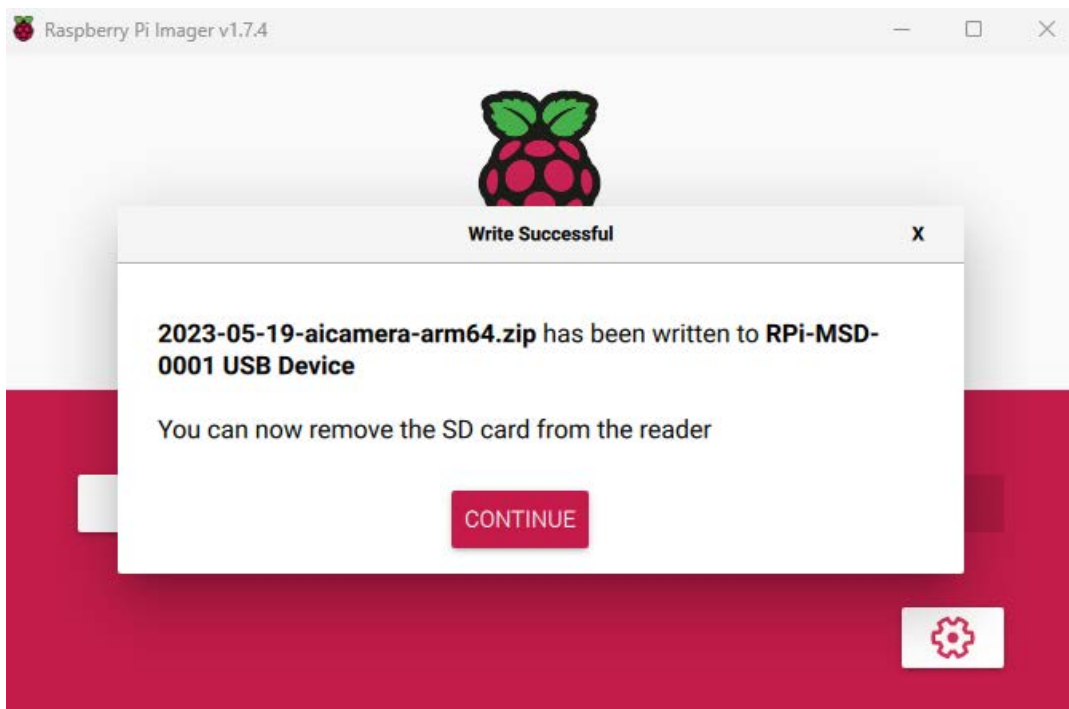 Raspberry Pi Imager v1.7.4
Write Successful X
2023-05-19-aicamera-arm64.zip has been written to RPi-MSD-
0001 USB Device
You can now remove the SD card from the reader
CONTINUE